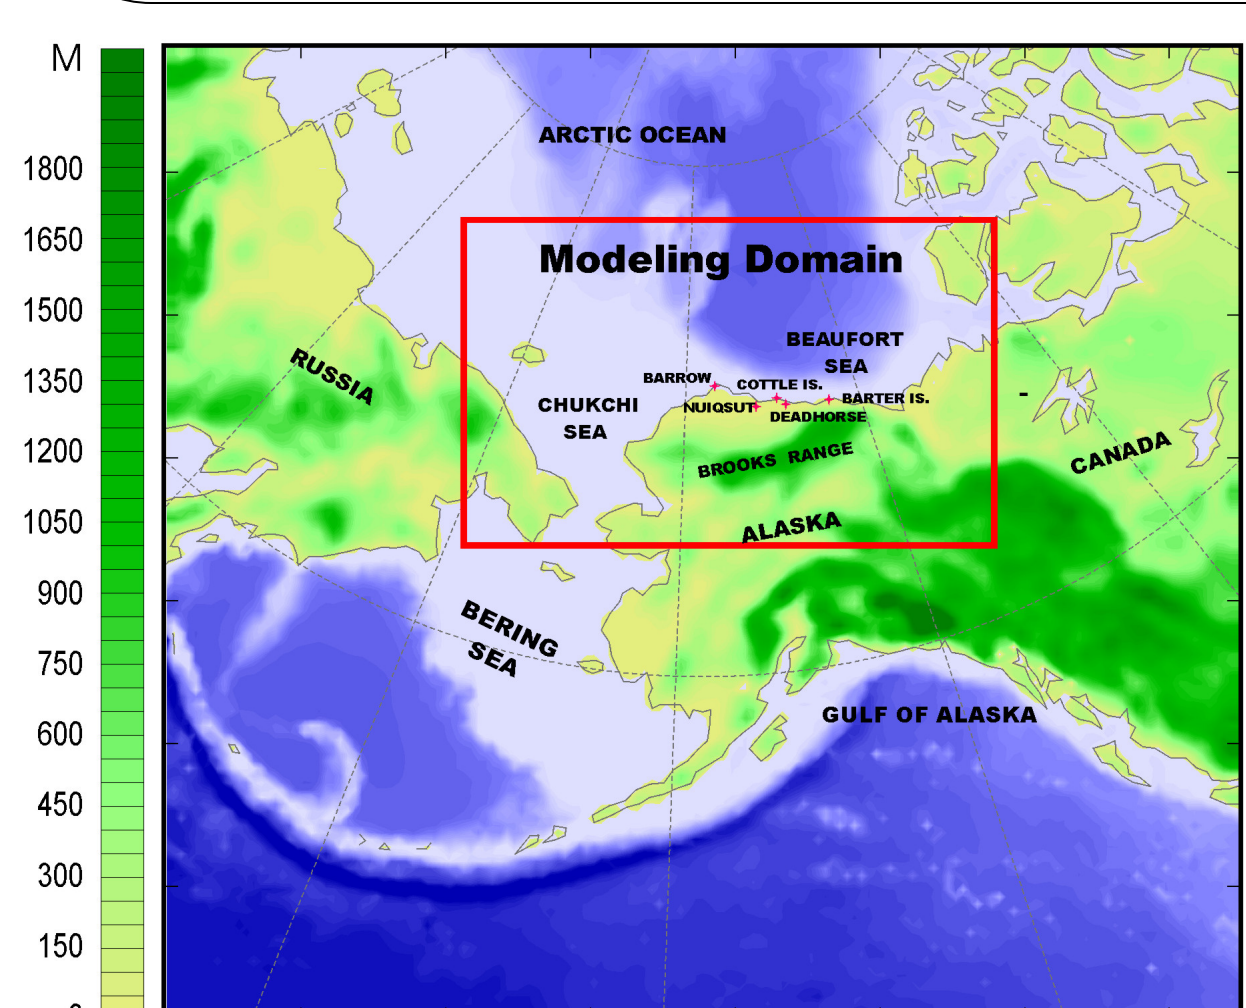 M
1800
1650
1500
1350
1200
1050
900
750
600
450
300
150
ARCTIC OCEAN
Modeling Domain
BEAUFORT
SEA
RUSSIA
BARROW
COTTLE IS.
BARTER IS.
NUIQSUT
DEADHORSE
CHUKCHI
SEA
BROOKS RANGE
CANADA
ALASKA
BERING
SEA
GULF OF ALASKA